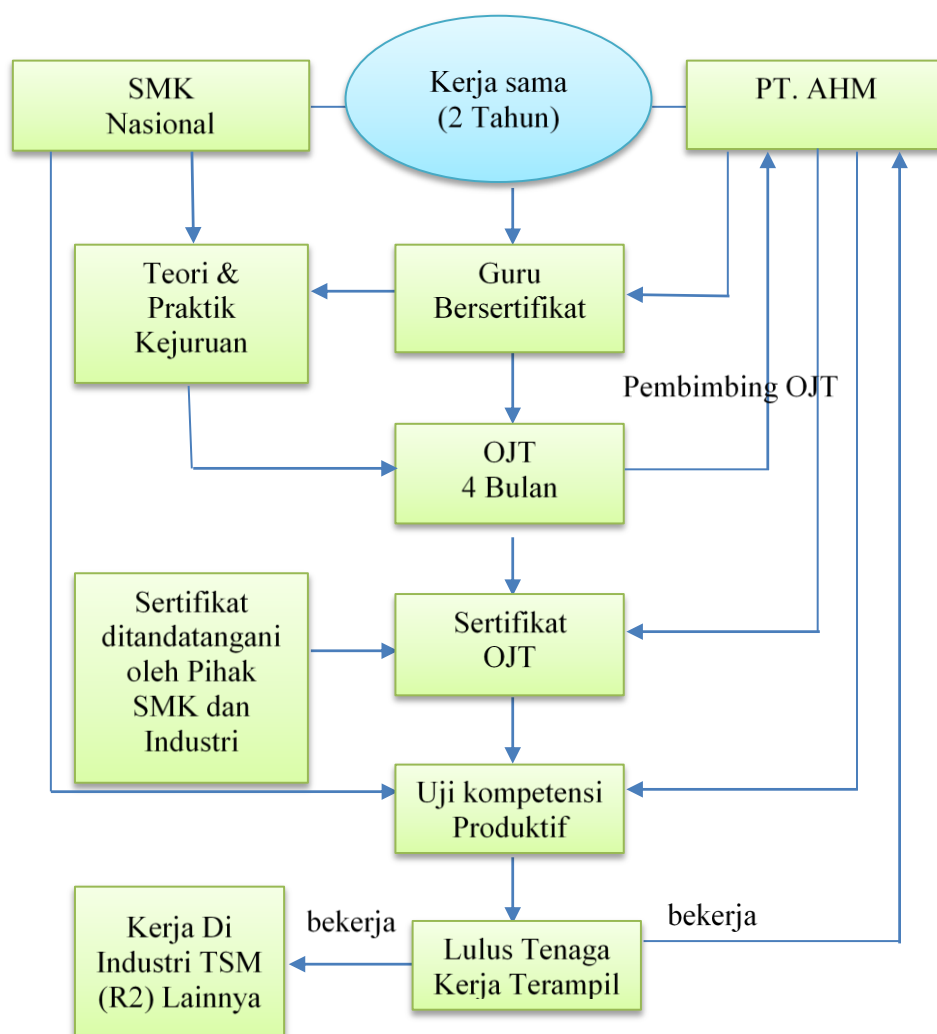 SMK
Nasional
Kerja sama
(2 Tahun)
PT. AHM
Teori &
Praktik
Kejuruan
Guru
Bersertifikat
Pembimbing OJT
OJT
4 Bulan
Sertifikat
ditandatangani
oleh Pihak
SMK dan
Industri
Sertifikat
OJT
Uji kompetensi
Produktif
Kerja Di
Industri TSM
(R2) Lainnya
bekerja
Lulus Tenaga
Kerja Terampil
bekerja